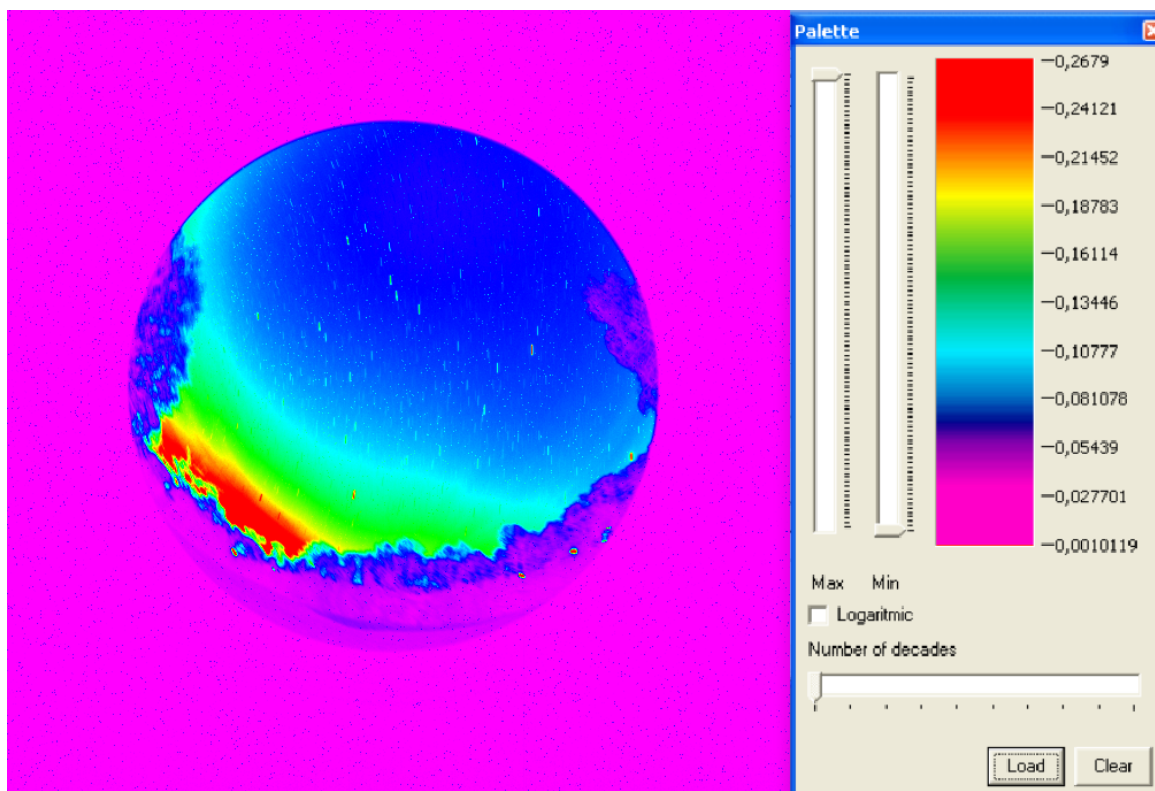 Palette
0,2679
0,24121
0,21452
0,18783
0,16114
0,13446
0,10777
0,081078
0,05439
0,027701
0,0010119
Max Min
Logaritmic
Number of decades
Load Clear